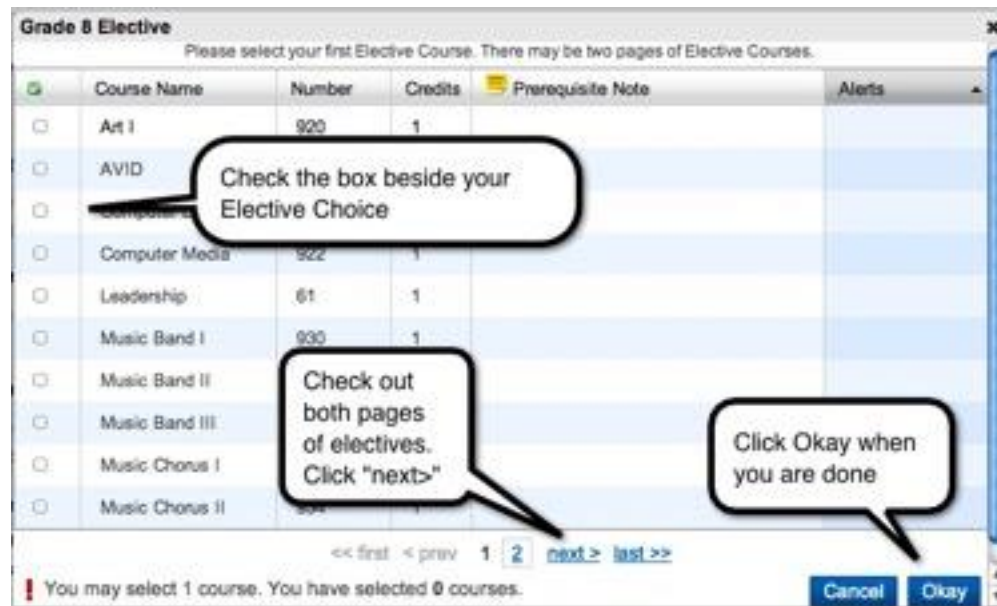 Grade 8 Elective
Please select your first Elective Course. There may be two pages of Elective Courses.
Course Name Number Credits Prerequisite Note Alerts
Art I 920 1
AVID
Check the box beside your
Elective Choice
Computer
Computer Media 922 1
Leadership 61 1
Music Band I 930 1
Music Band II
Music Band III
Music Chorus I
Music Chorus II 934 1
Check out
both pages
of electives.
Click "next>"
Click Okay when
you are done
<< first < prev 1 2 next > last >>
! You may select 1 course. You have selected 0 courses.
Cancel Okay